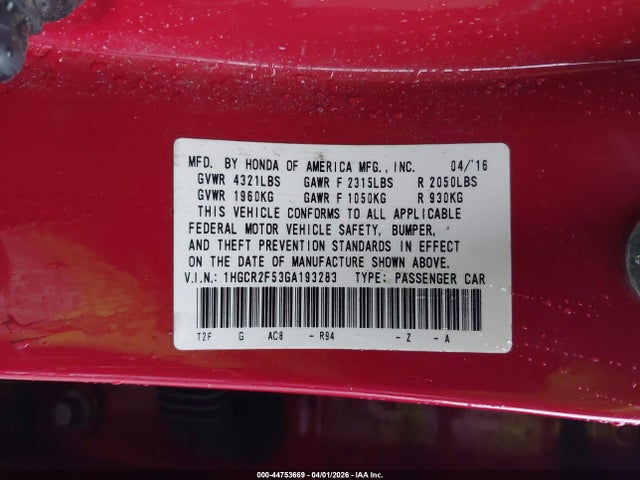 MFD. BY HONDA OF AMERICA MFG., INC. 04/'16
GVWR 4321LBS GAWR F 2315LBS R 2050LBS
GVWR 1960KG GAWR F 1050KG R 930KG
THIS VEHICLE CONFORMS TO ALL APPLICABLE
FEDERAL MOTOR VEHICLE SAFETY, BUMPER,
AND THEFT PREVENTION STANDARDS IN EFFECT
ON THE DATE OF MANUFACTURE SHOWN ABOVE.
V.I.N.: 1HGCR2F53GA193283 TYPE: PASSENGER CAR
T2F G AC8 - R94 - Z - A
000-44753669 - 04/01/2026 - IAA Inc.